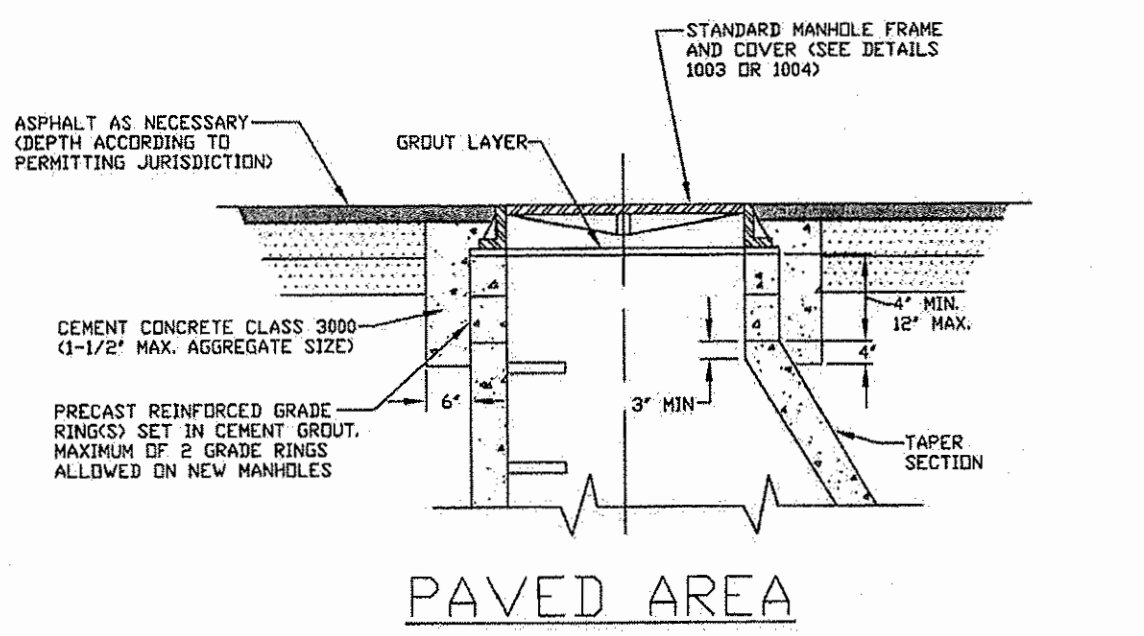 STANDARD MANHOLE FRAME
AND COVER (SEE DETAILS
1003 OR 1004)
ASPHALT AS NECESSARY
(DEPTH ACCORDING TO
PERMITTING JURISDICTION)
GROUT LAYER
CEMENT CONCRETE CLASS 3000
(1-1/2" MAX. AGGREGATE SIZE)
4" MIN.
12" MAX.
4"
6"
3" MIN
PRECAST REINFORCED GRADE
RING(S) SET IN CEMENT GROUT.
MAXIMUM OF 2 GRADE RINGS
ALLOWED ON NEW MANHOLES
TAPER
SECTION
PAVED AREA